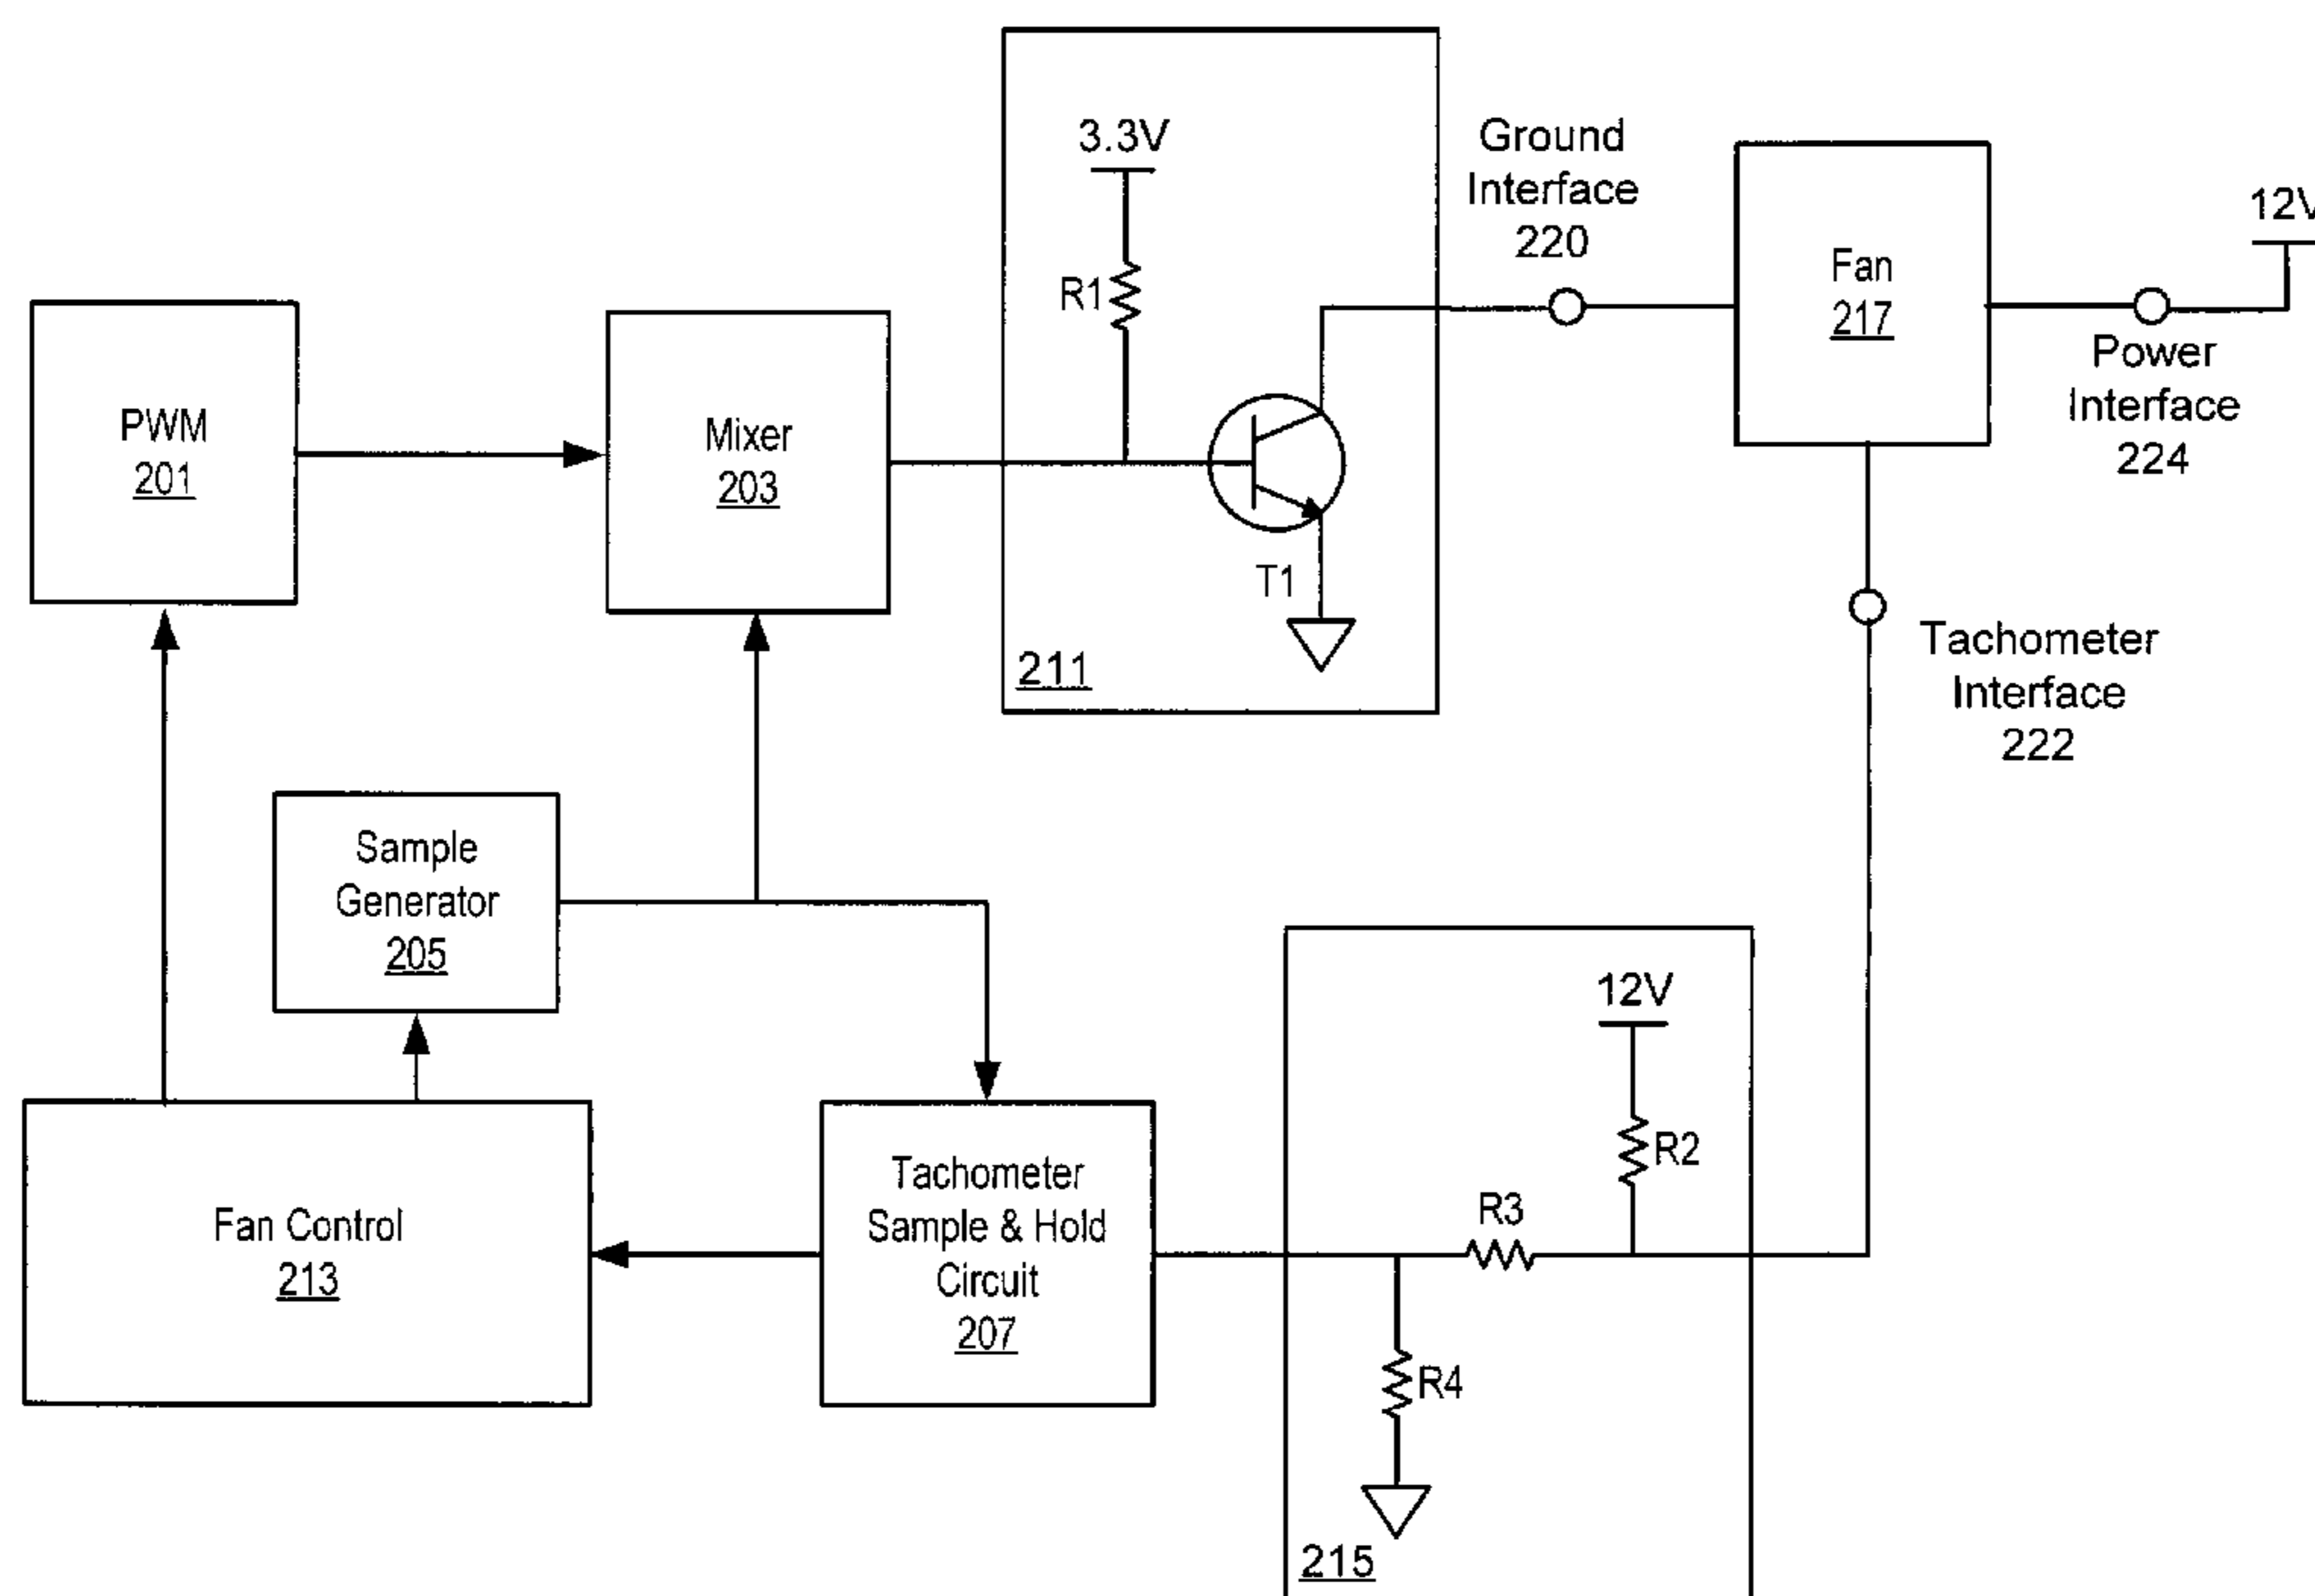 3.3V
R1
T1
211
Ground
Interface
220
Fan
217
12V
Power
Interface
224
PWM
201
Mixer
203
Tachometer
Interface
222
Sample
Generator
205
12V
R2
R3
R4
215
Fan Control
213
Tachometer
Sample & Hold
Circuit
207